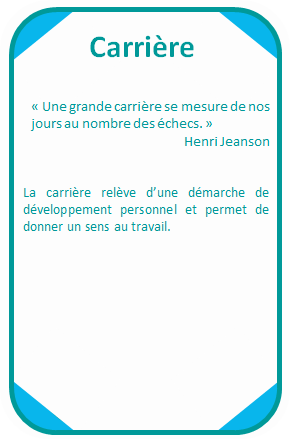 Carrière
« Une grande carrière se mesure de nos
jours au nombre des échecs. »
Henri Jeanson
La carrière relève d’une démarche de
développement personnel et permet de
donner un sens au travail.